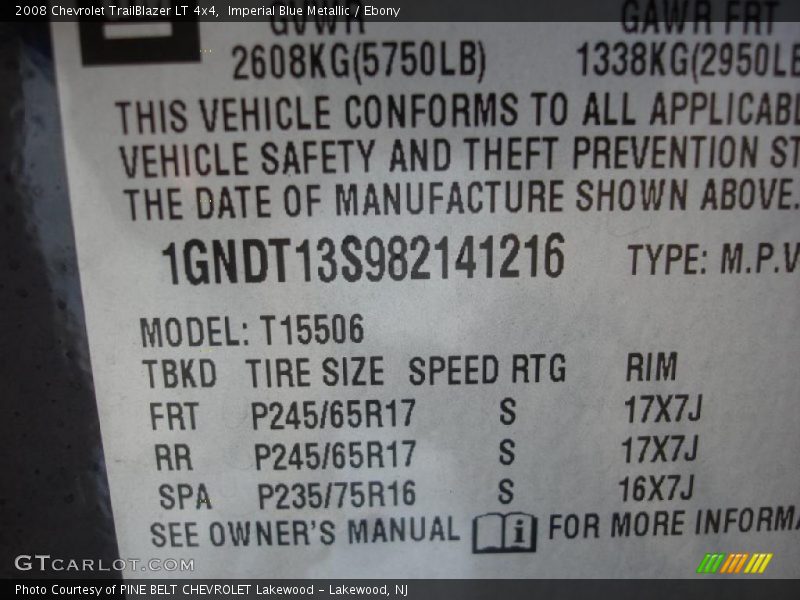 2008 Chevrolet TrailBlazer LT 4x4,  Imperial Blue Metallic / Ebony
GVWR GAWR FRT
2608KG(5750LB) 1338KG(2950LB
THIS VEHICLE CONFORMS TO ALL APPLICABL
VEHICLE SAFETY AND THEFT PREVENTION ST
THE DATE OF MANUFACTURE SHOWN ABOVE.
1GNDT13S982141216 TYPE: M.P.V
MODEL: T15506
TBKD TIRE SIZE SPEED RTG RIM
FRT P245/65R17 S 17X7J
RR P245/65R17 S 17X7J
SPA P235/75R16 S 16X7J
SEE OWNER'S MANUAL i FOR MORE INFORMA
GTCARLOT.COM
Photo Courtesy of PINE BELT CHEVROLET Lakewood - Lakewood, NJ